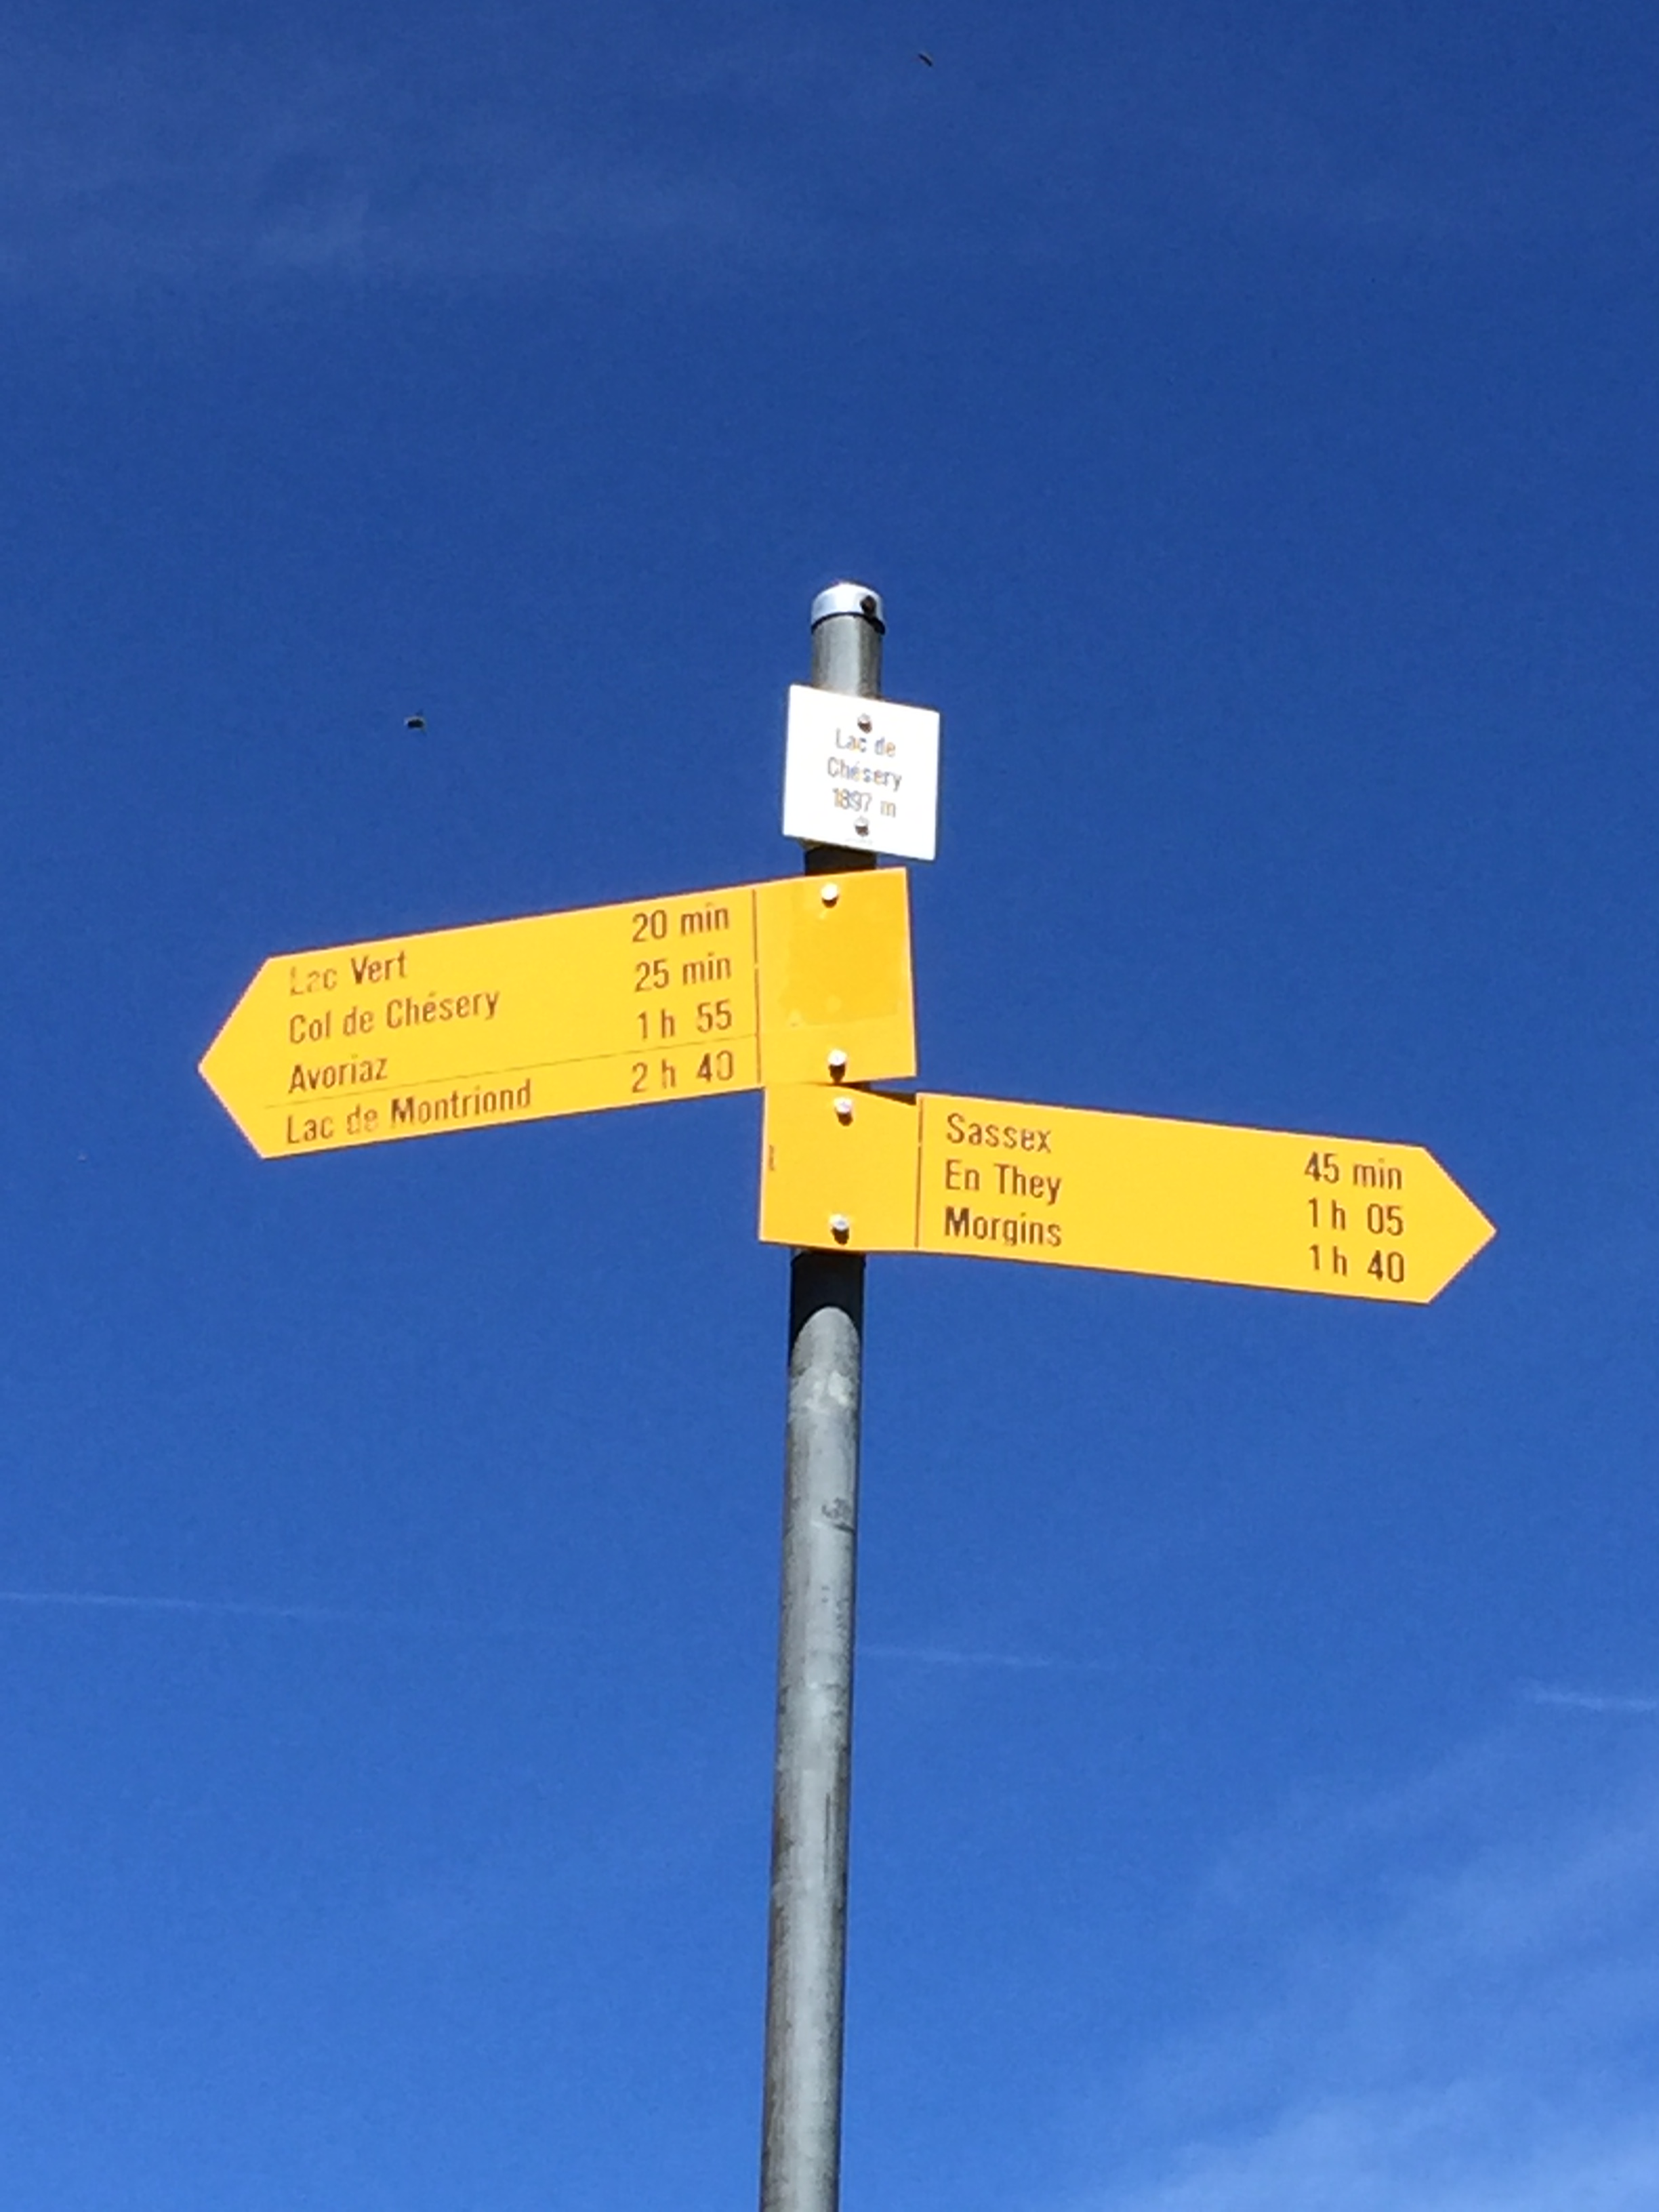 Lac de
Chésery
1897 m
Lac Vert 20 min
Col de Chésery 25 min
Avoriaz 1 h 55
Lac de Montriond 2 h 40
Sassex 45 min
En They 1 h 05
Morgins 1 h 40